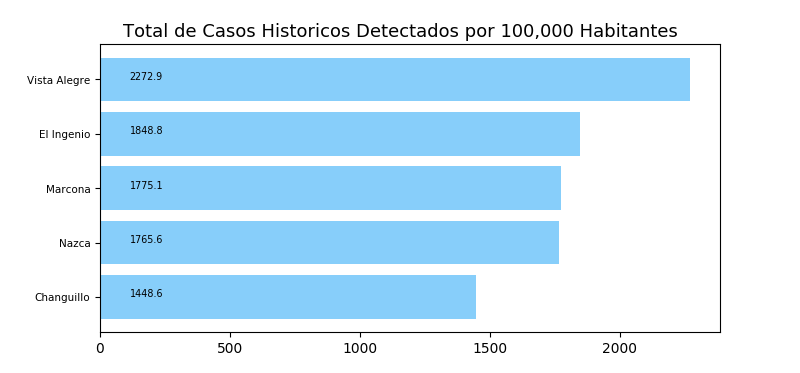 Total de Casos Historicos Detectados por 100,000 Habitantes
Vista Alegre 2272.9
El Ingenio 1848.8
Marcona 1775.1
Nazca 1765.6
Changuillo 1448.6
0 500 1000 1500 2000